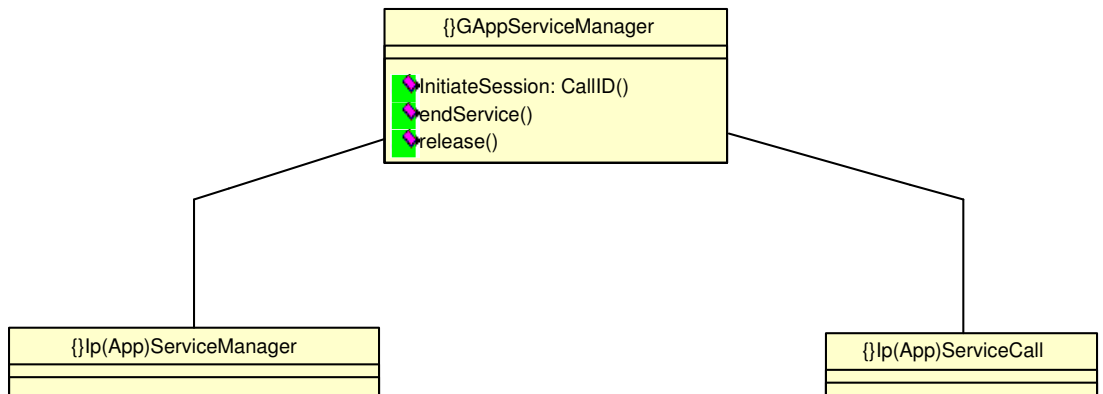 {}GAppServiceManager
InitiateSession: CallID()
endService()
release()
{}Ip(App)ServiceManager
{}Ip(App)ServiceCall